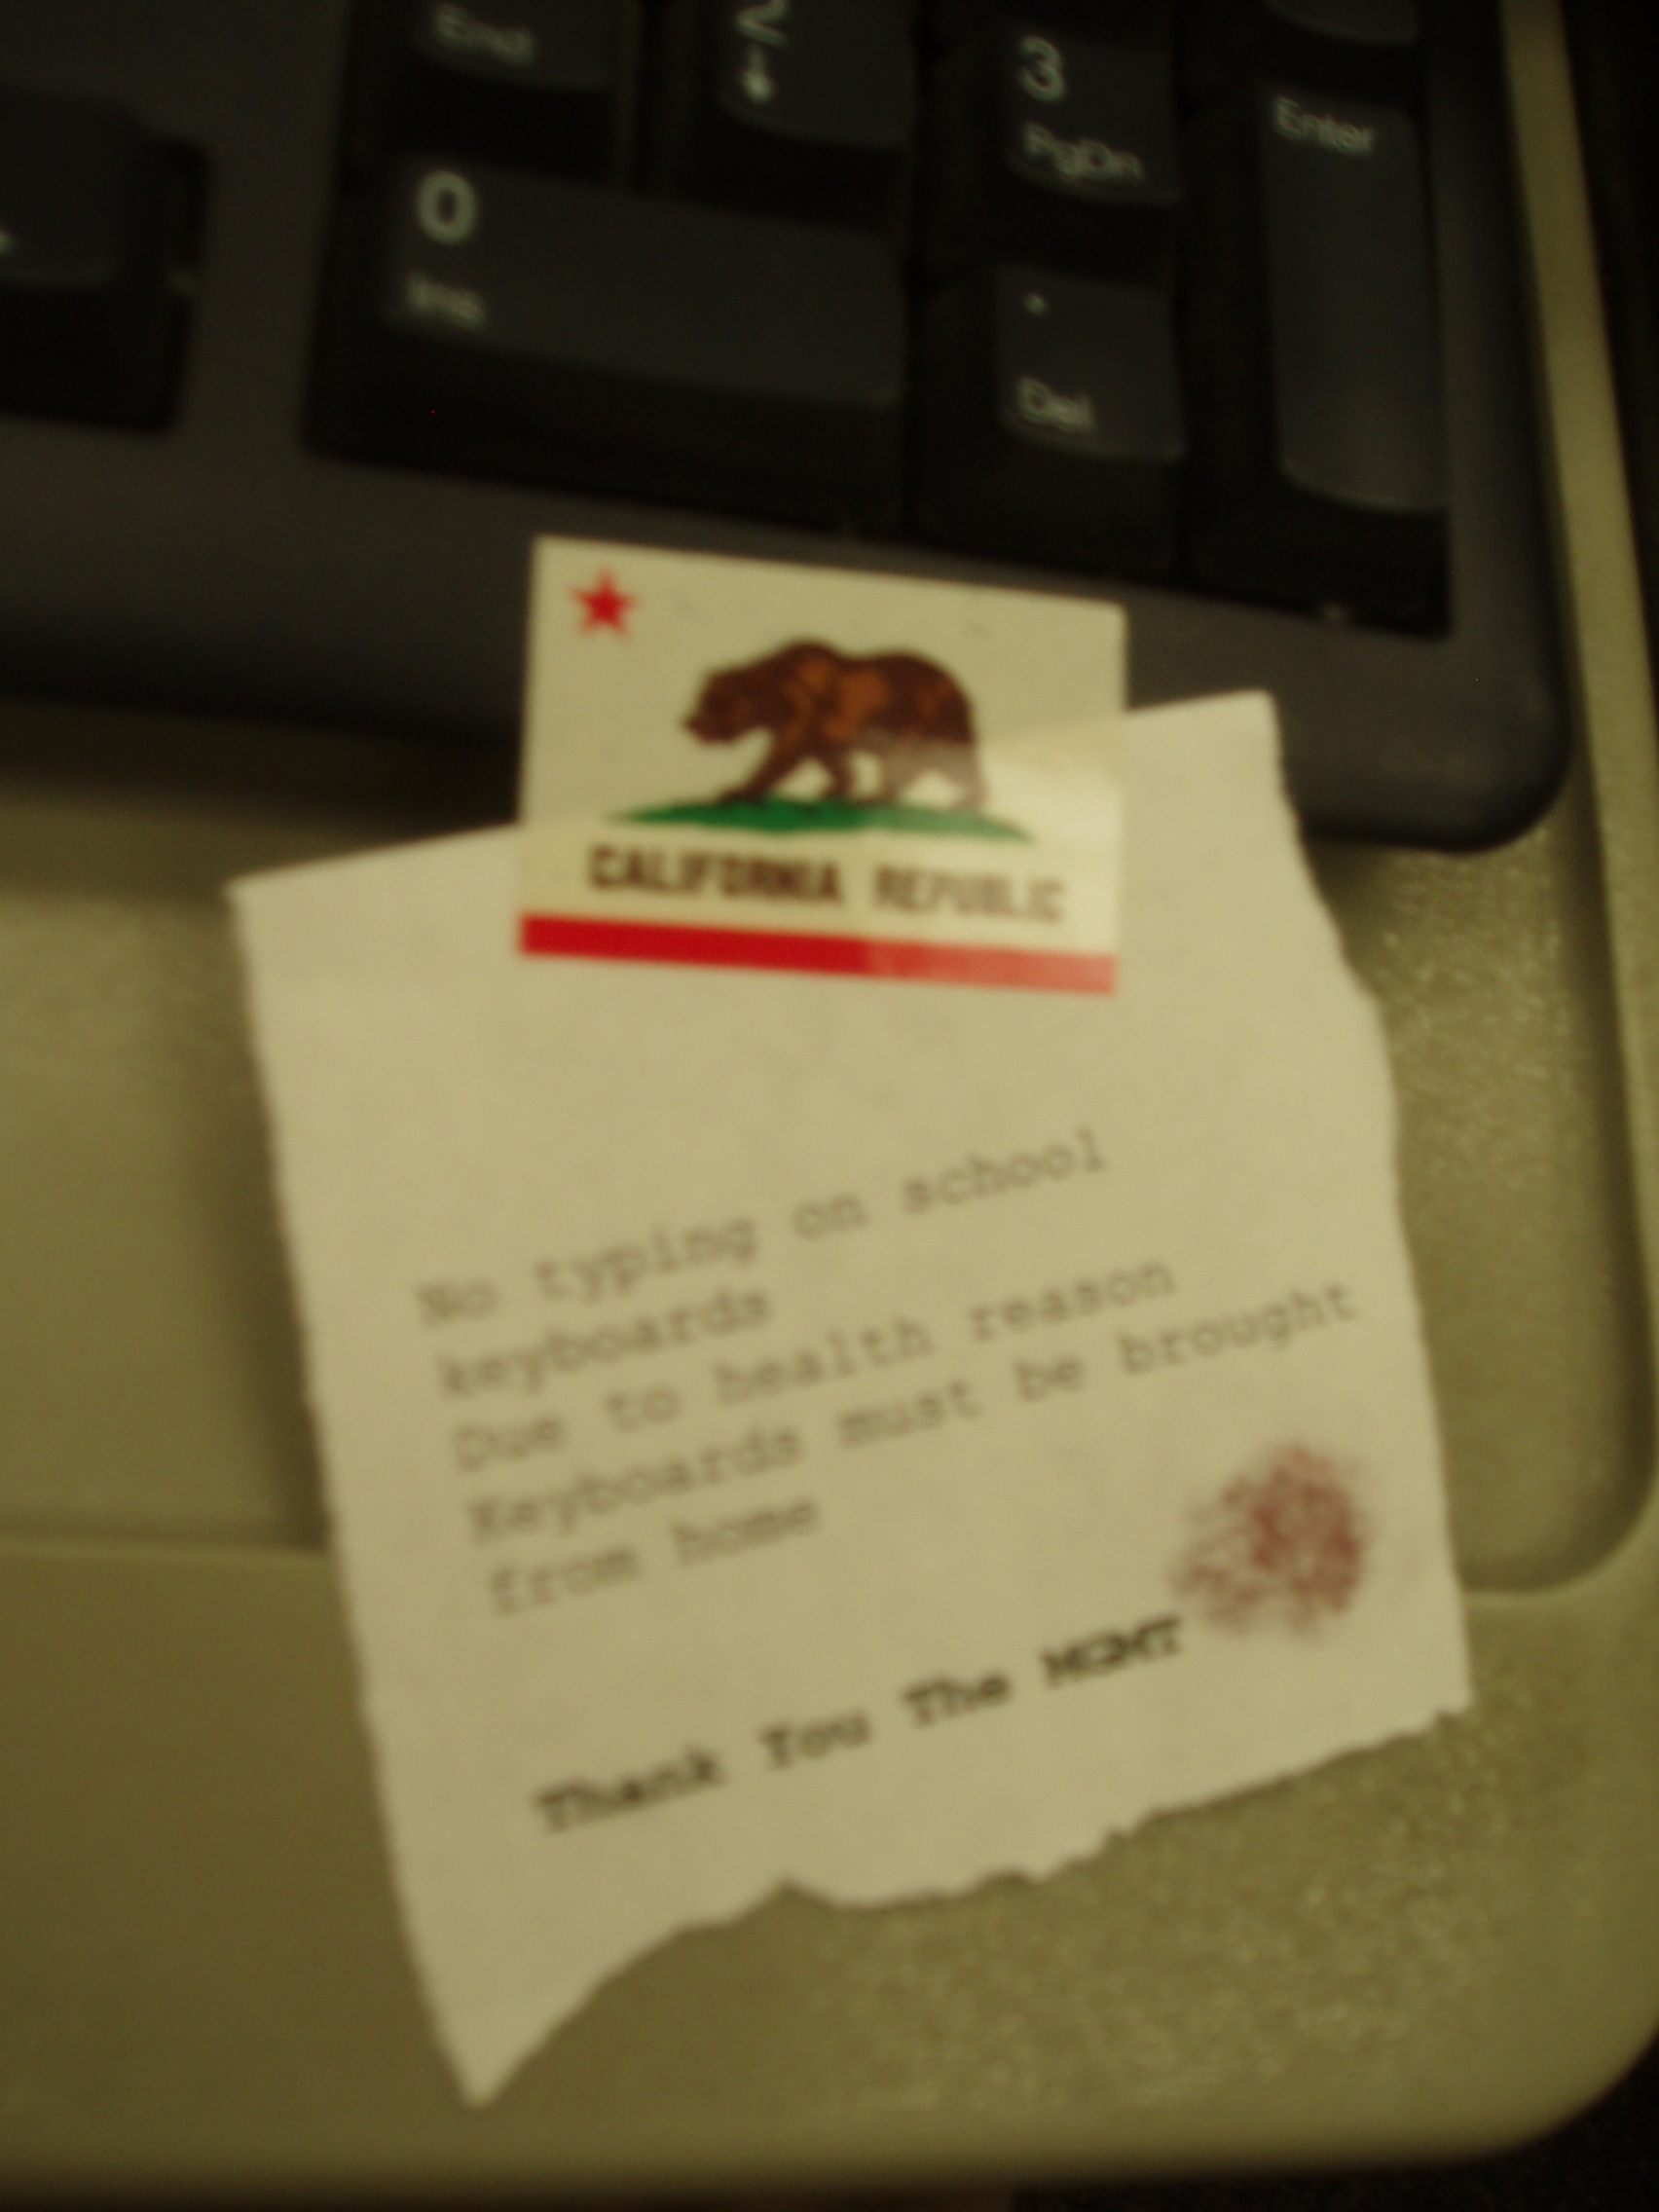 End
2
3
PgDn
Enter
0
Ins
.
Del
CALIFORNIA REPUBLIC
No typing on school
keyboards
Due to health reason
Keyboards must be brought
from home
Thank You The MGMT